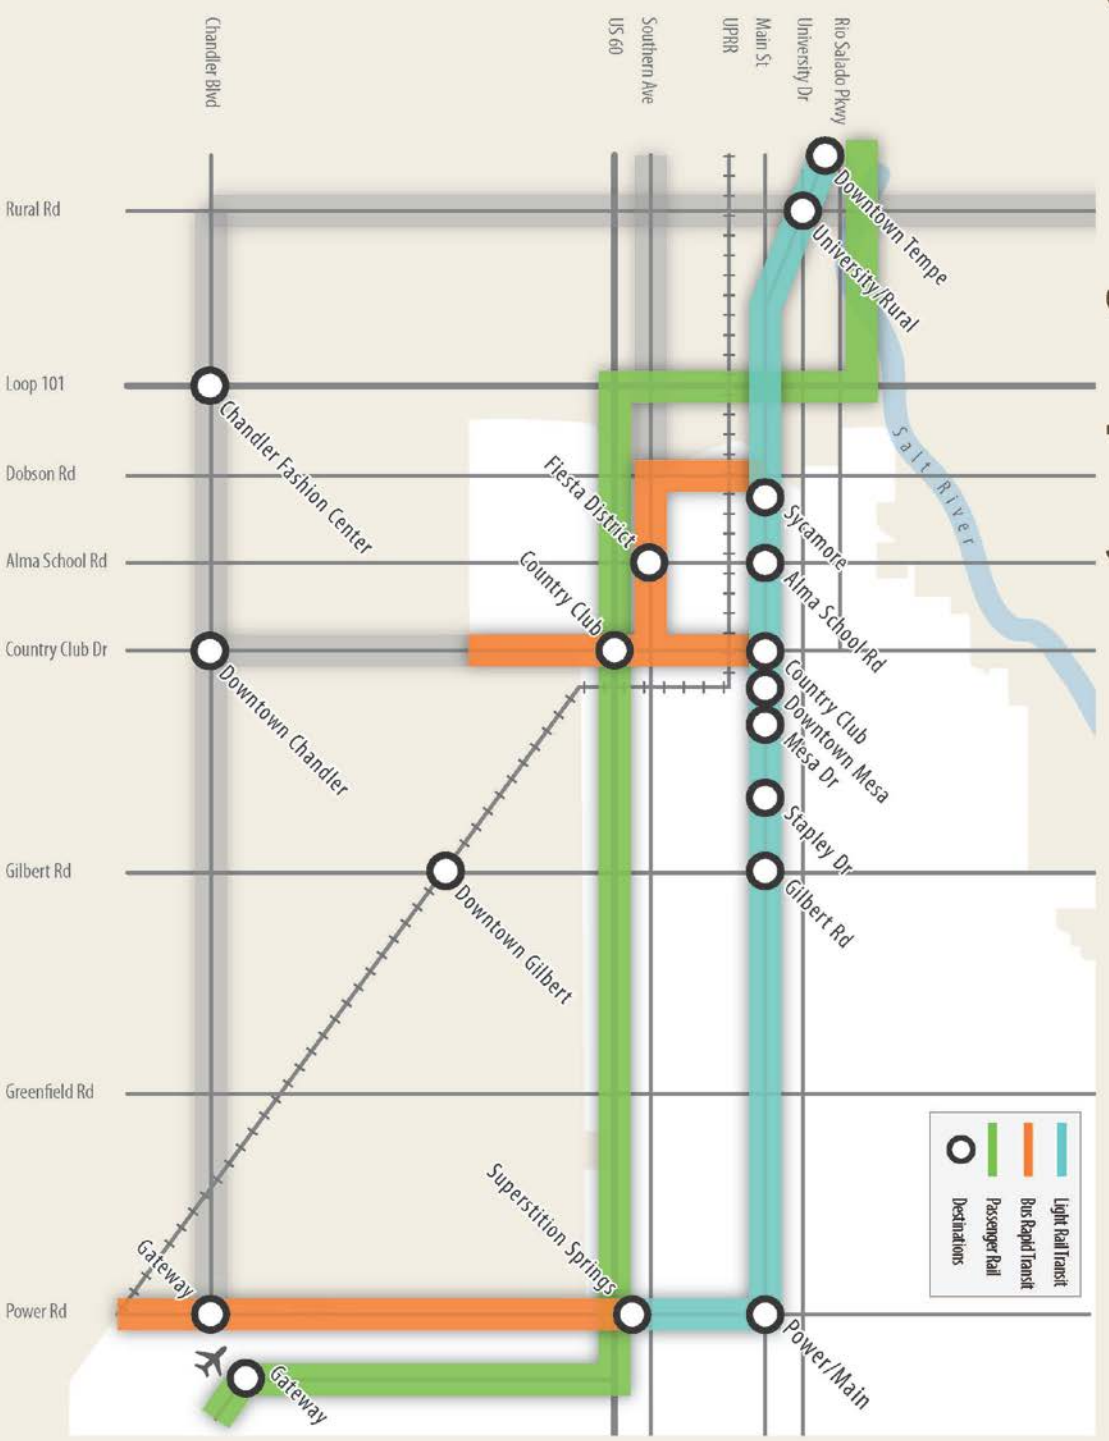 Chandler Blvd
US 60
Southern Ave
UPRR
Main St
University Dr
Rio Salado Pkwy
Rural Rd
Loop 101
Dobson Rd
Alma School Rd
Country Club Dr
Gilbert Rd
Greenfield Rd
Power Rd
Downtown Tempe
University/Rural
Salt River
Chandler Fashion Center
Fiesta District
Sycamore
Alma School Rd
Country Club
Country Club
Downtown Mesa
Mesa Dr
Downtown Chandler
Stapley Dr
Gilbert Rd
Downtown Gilbert
Superstition Springs
Gateway
Power/Main
Gateway
Light Rail Transit
Bus Rapid Transit
Passenger Rail
Destinations